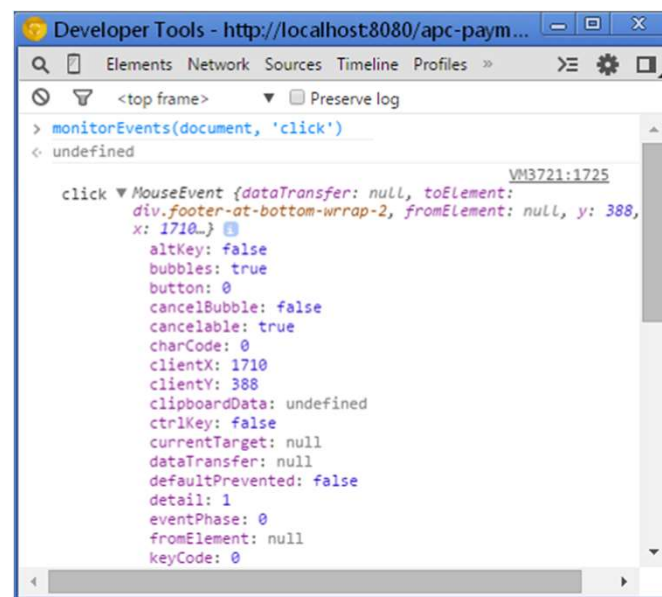 Developer Tools - http://localhost:8080/apc-paym...
Elements Network Sources Timeline Profiles »
<top frame> ▼ Preserve log
> monitorEvents(document, 'click')
< undefined
VM3721:1725
click ▼ MouseEvent {dataTransfer: null, toElement:
div.footer-at-bottom-wrrap-2, fromElement: null, y: 388,
x: 1710…} i
altKey: false
bubbles: true
button: 0
cancelBubble: false
cancelable: true
charCode: 0
clientX: 1710
clientY: 388
clipboardData: undefined
ctrlKey: false
currentTarget: null
dataTransfer: null
defaultPrevented: false
detail: 1
eventPhase: 0
fromElement: null
keyCode: 0